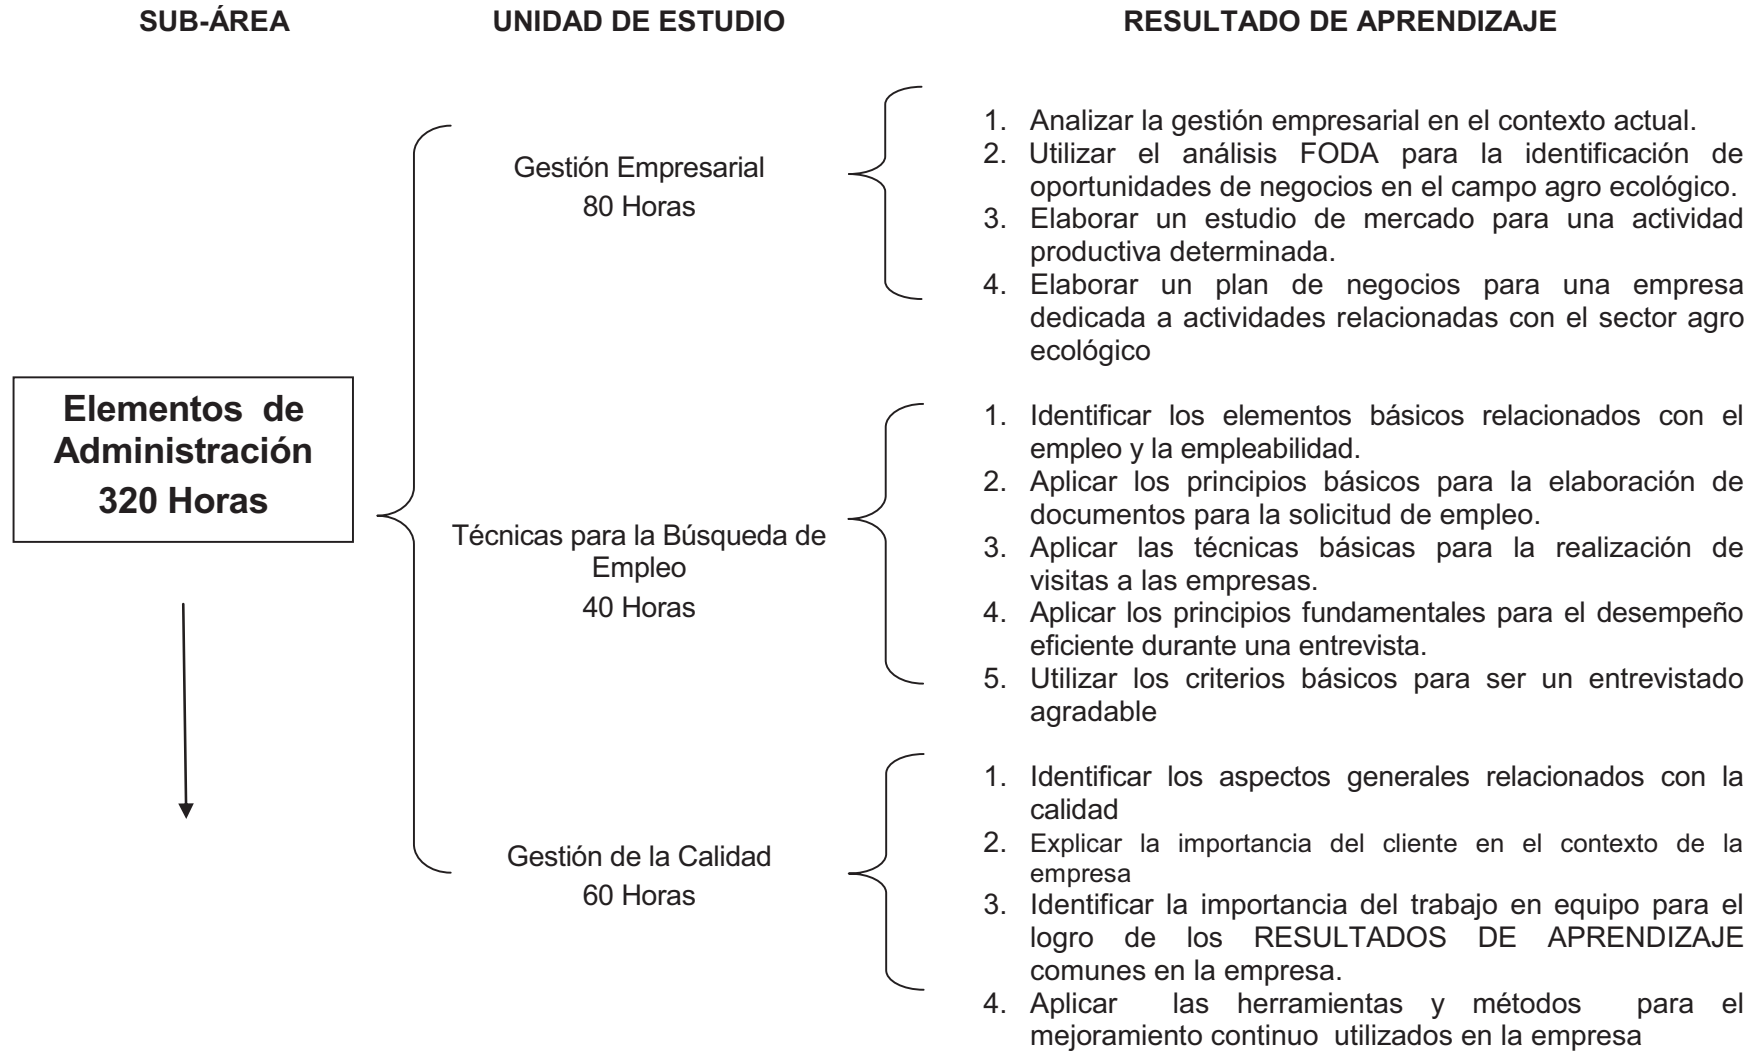 SUB-ÁREA UNIDAD DE ESTUDIO RESULTADO DE APRENDIZAJE
Elementos de
Administración
320 Horas
Gestión Empresarial
80 Horas
1. Analizar la gestión empresarial en el contexto actual.
2. Utilizar el análisis FODA para la identificación de
oportunidades de negocios en el campo agro ecológico.
3. Elaborar un estudio de mercado para una actividad
productiva determinada.
4. Elaborar un plan de negocios para una empresa
dedicada a actividades relacionadas con el sector agro
ecológico
Técnicas para la Búsqueda de
Empleo
40 Horas
1. Identificar los elementos básicos relacionados con el
empleo y la empleabilidad.
2. Aplicar los principios básicos para la elaboración de
documentos para la solicitud de empleo.
3. Aplicar las técnicas básicas para la realización de
visitas a las empresas.
4. Aplicar los principios fundamentales para el desempeño
eficiente durante una entrevista.
5. Utilizar los criterios básicos para ser un entrevistado
agradable
Gestión de la Calidad
60 Horas
1. Identificar los aspectos generales relacionados con la
calidad
2. Explicar la importancia del cliente en el contexto de la
empresa
3. Identificar la importancia del trabajo en equipo para el
logro de los RESULTADOS DE APRENDIZAJE
comunes en la empresa.
4. Aplicar las herramientas y métodos para el
mejoramiento continuo utilizados en la empresa